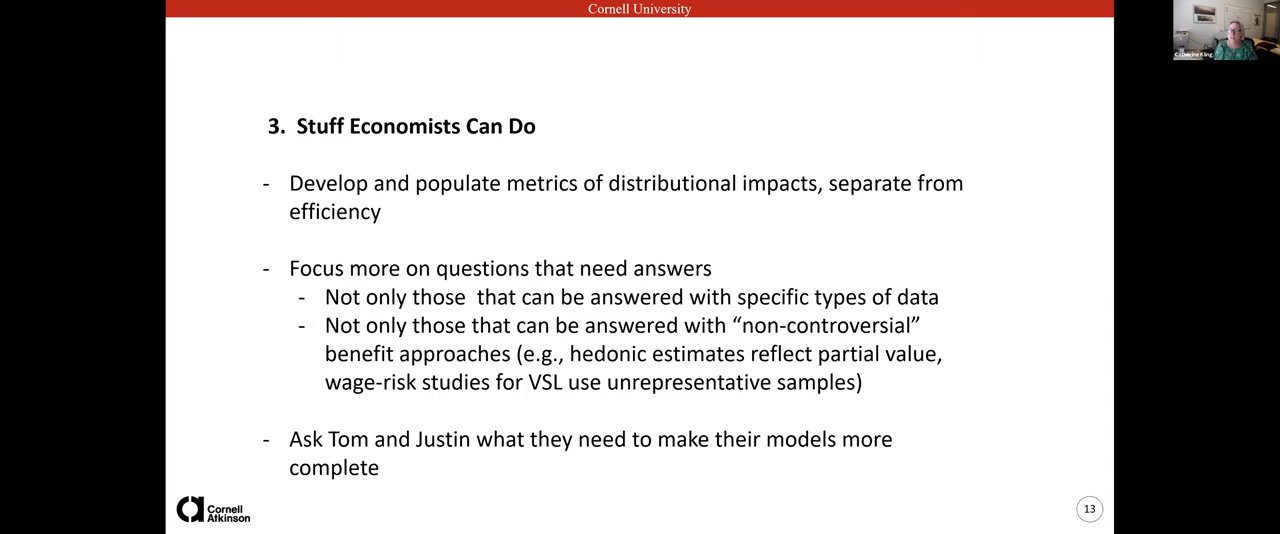 Cornell University
Catherine Kling
3. Stuff Economists Can Do
- Develop and populate metrics of distributional impacts, separate from
efficiency
- Focus more on questions that need answers
- Not only those that can be answered with specific types of data
- Not only those that can be answered with “non-controversial”
benefit approaches (e.g., hedonic estimates reflect partial value,
wage-risk studies for VSL use unrepresentative samples)
- Ask Tom and Justin what they need to make their models more
complete
Cornell
Atkinson
13